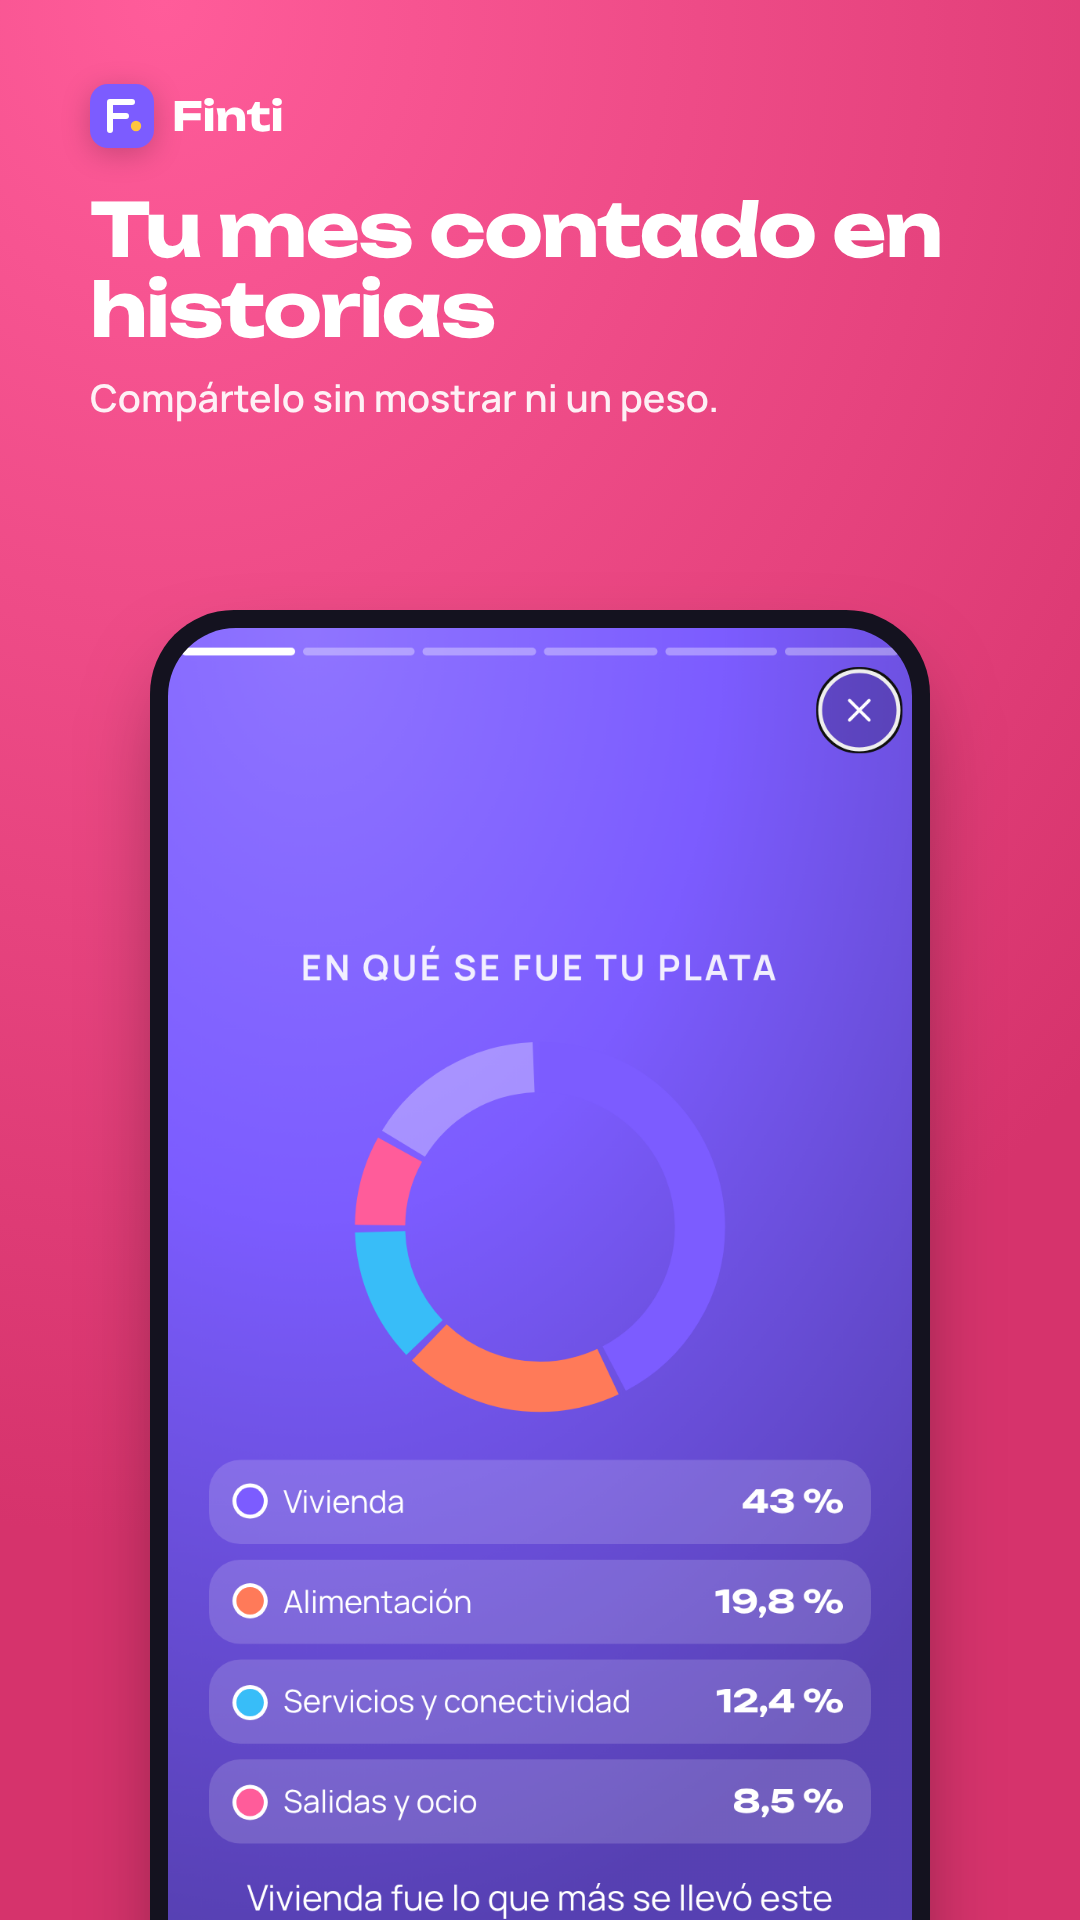 Finti
Tu mes contado en
historias
Compártelo sin mostrar ni un peso.
EN QUÉ SE FUE TU PLATA
Vivienda 43 %
Alimentación 19,8 %
Servicios y conectividad 12,4 %
Salidas y ocio 8,5 %
Vivienda fue lo que más se llevó este